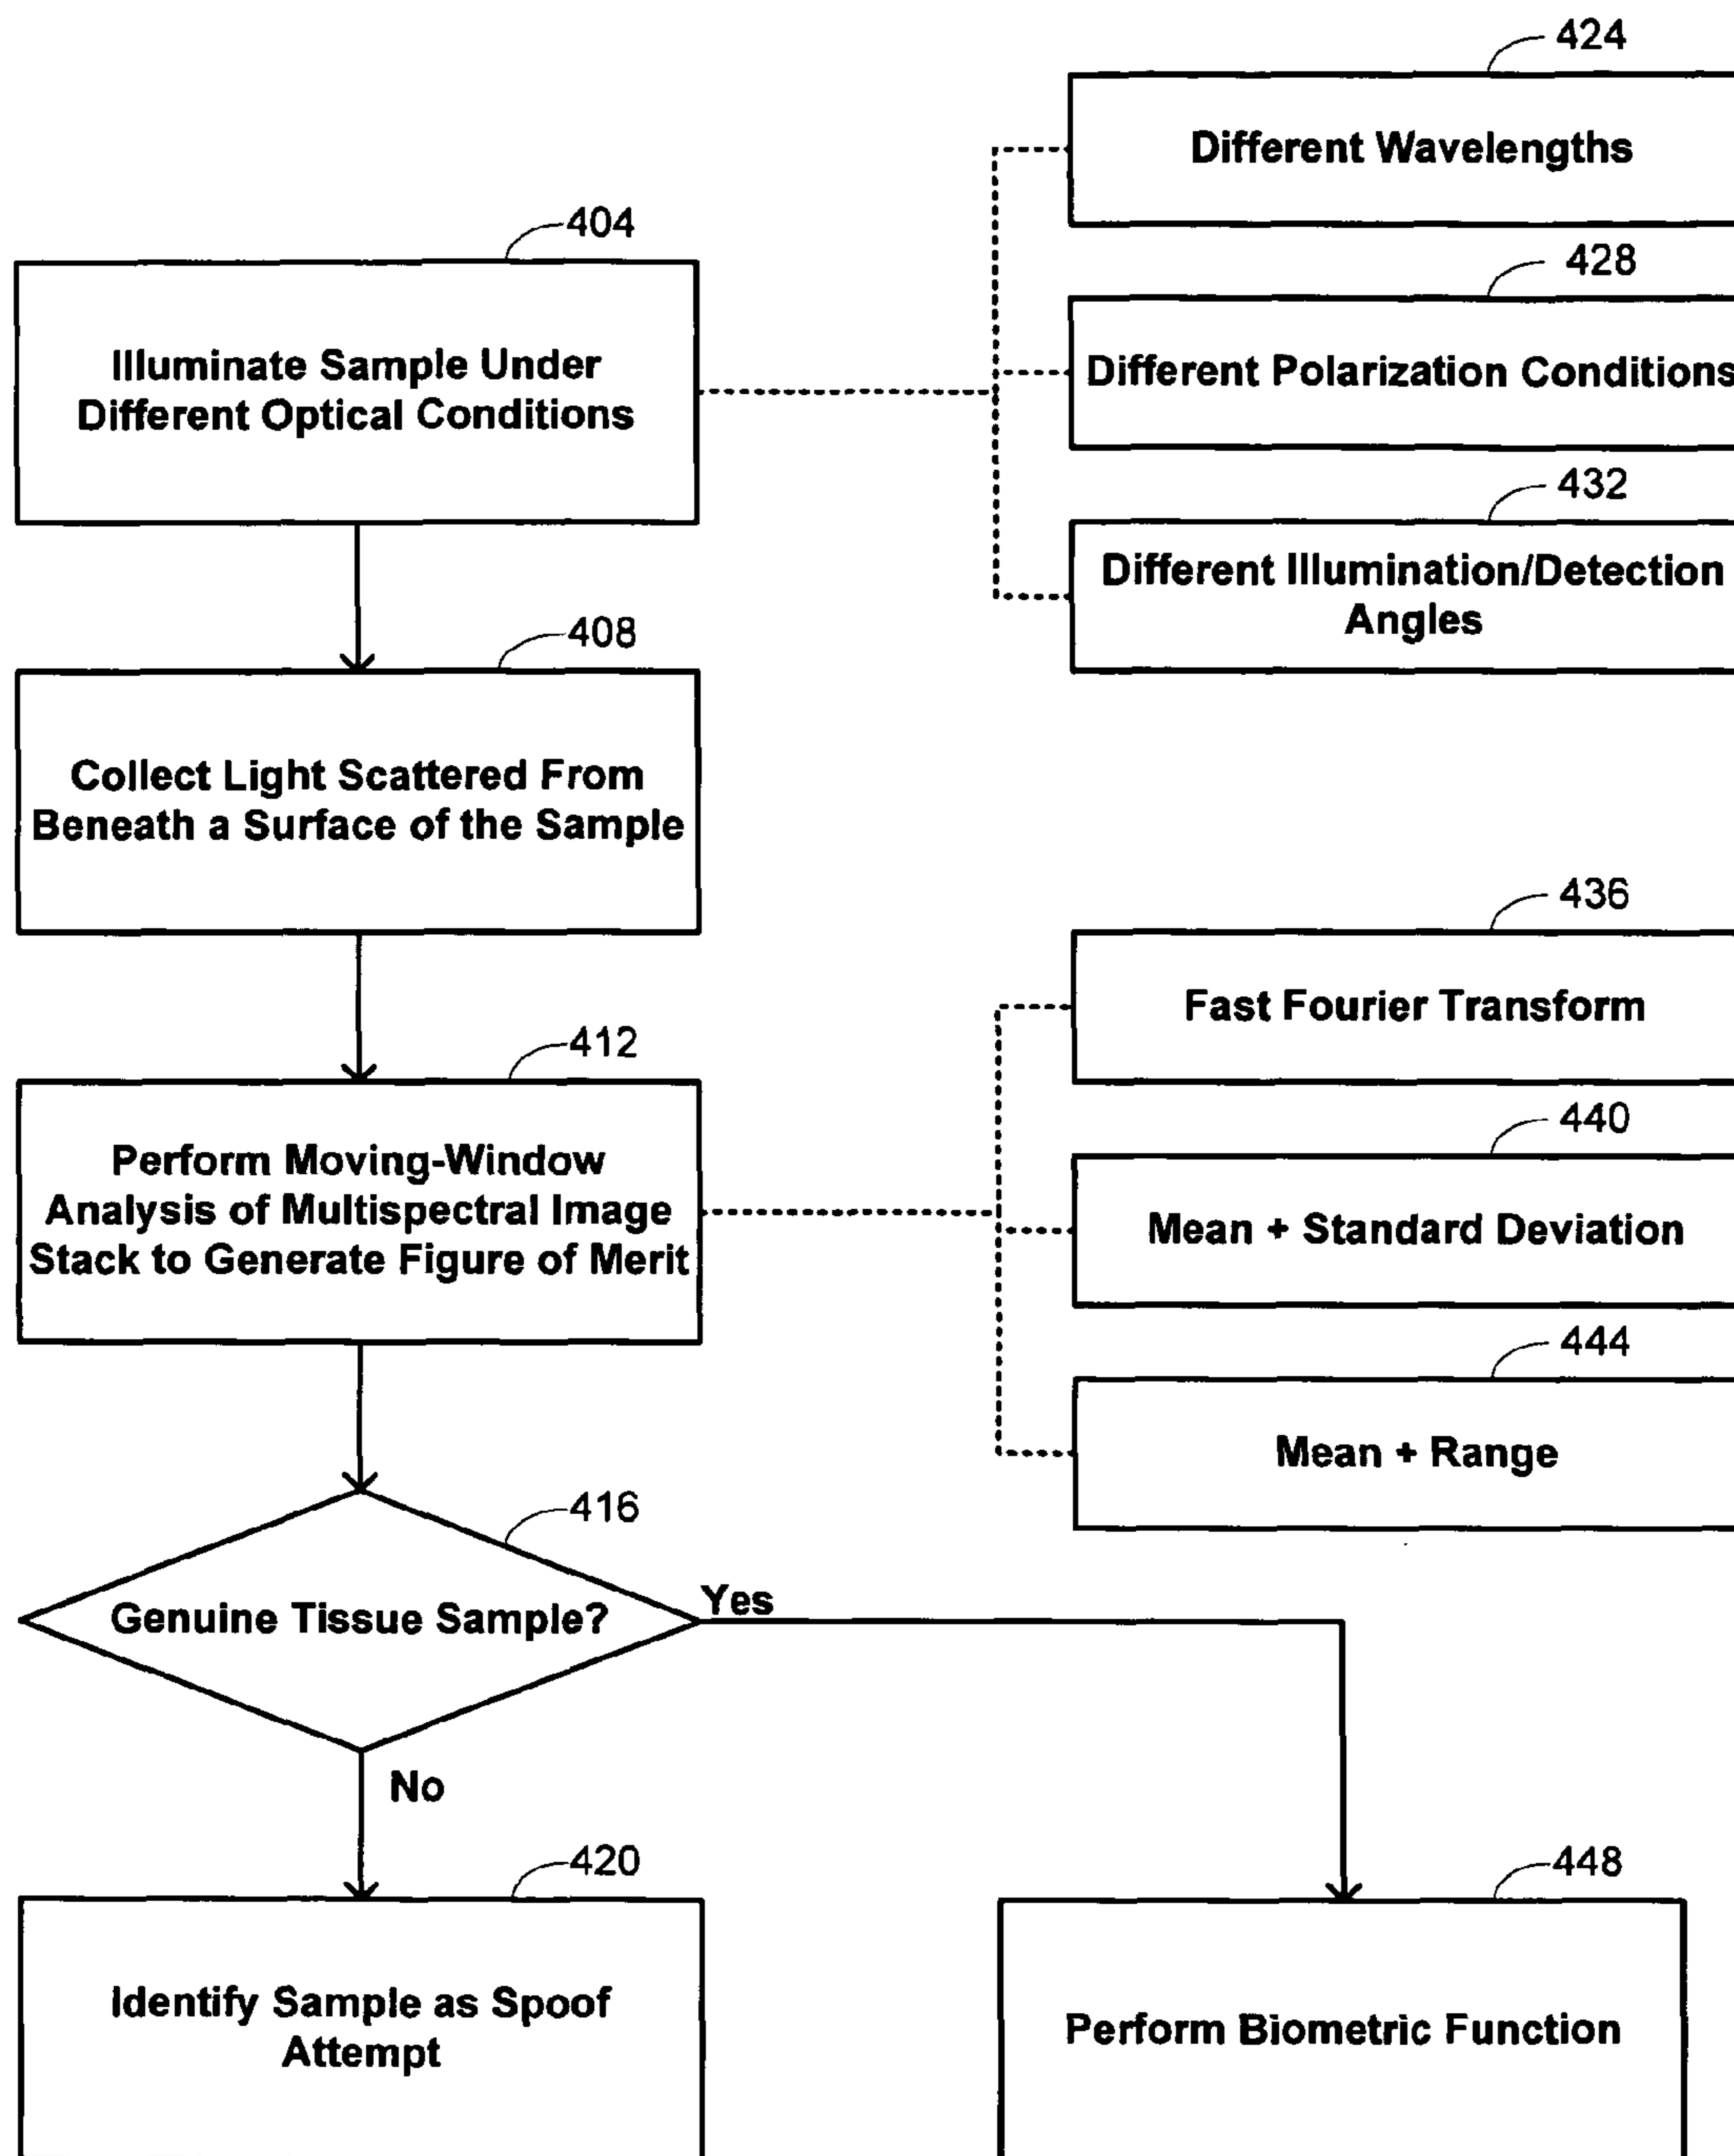 424
Different Wavelengths
404
428
Illuminate Sample Under
Different Optical Conditions
Different Polarization Conditions
432
Different Illumination/Detection
Angles
408
Collect Light Scattered From
Beneath a Surface of the Sample
436
Fast Fourier Transform
412
Perform Moving-Window
Analysis of Multispectral Image
Stack to Generate Figure of Merit
440
Mean + Standard Deviation
444
Mean + Range
416
Genuine Tissue Sample?
Yes
No
420
Identify Sample as Spoof
Attempt
448
Perform Biometric Function